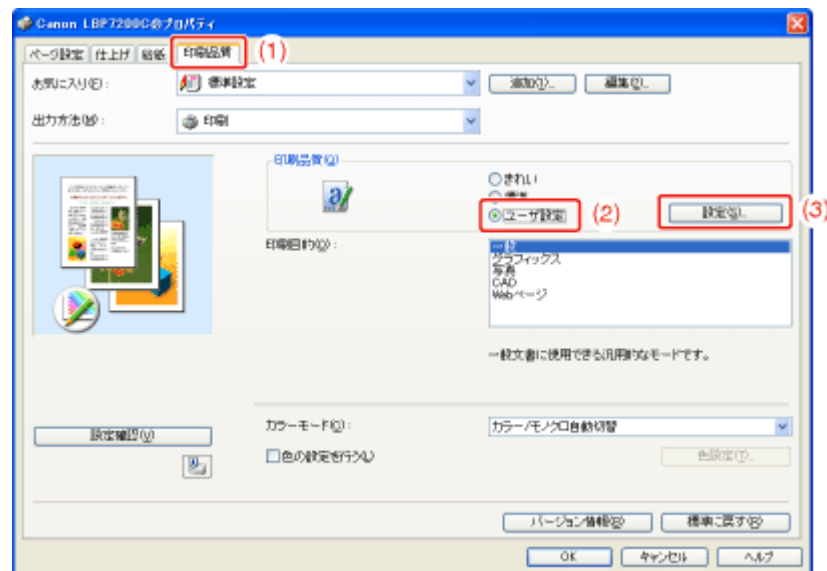 Canon LBP7200Cのプロパティ
ページ設定 仕上げ 給紙 印刷品質 (1)
お気に入り(F): 標準設定 追加(1)... 編集(2)...
出力方法(M): 印刷
印刷品質(Q)
きれい
標準
ユーザ設定 (2) 設定(S)... (3)
印刷目的(O):
一般
グラフィックス
写真
CAD
Webページ
一般文書に使用できる汎用的なモードです。
設定確認(V)
カラーモード(C): カラー/モノクロ自動切替
色の設定を行う(L) 色設定(T)...
バージョン情報(B) 標準に戻す(R)
OK キャンセル ヘルプ